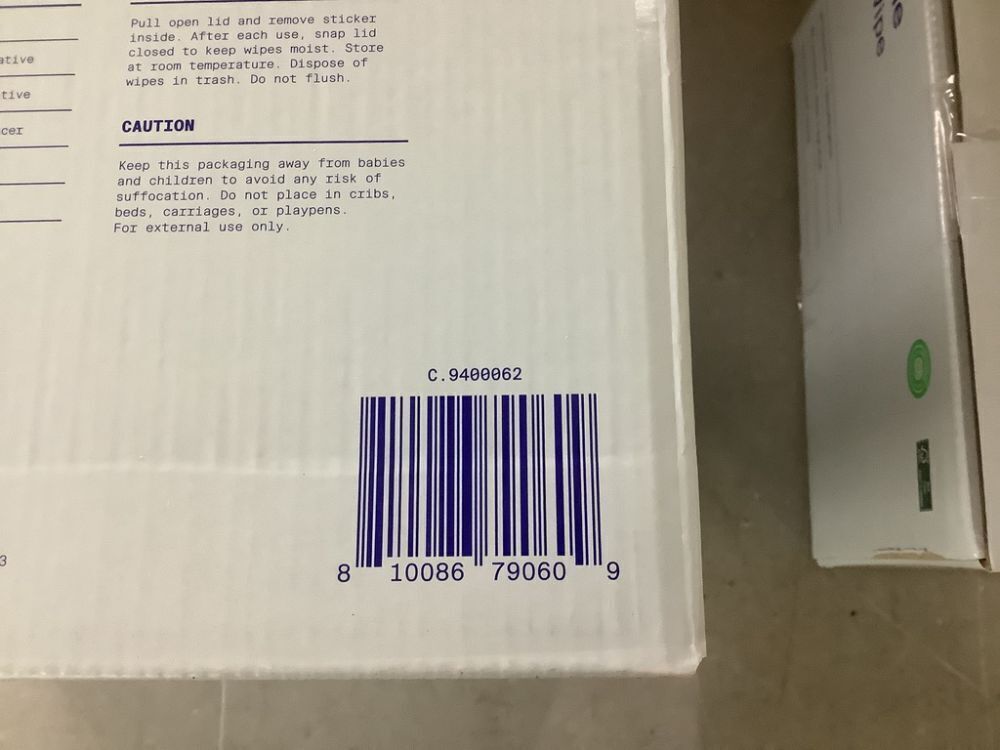 ative
tive
cer
3
Pull open lid and remove sticker
inside. After each use, snap lid
closed to keep wipes moist. Store
at room temperature. Dispose of
wipes in trash. Do not flush.
CAUTION
Keep this packaging away from babies
and children to avoid any risk of
suffocation. Do not place in cribs,
beds, carriages, or playpens.
For external use only.
C.9400062
8 10086 79060 9